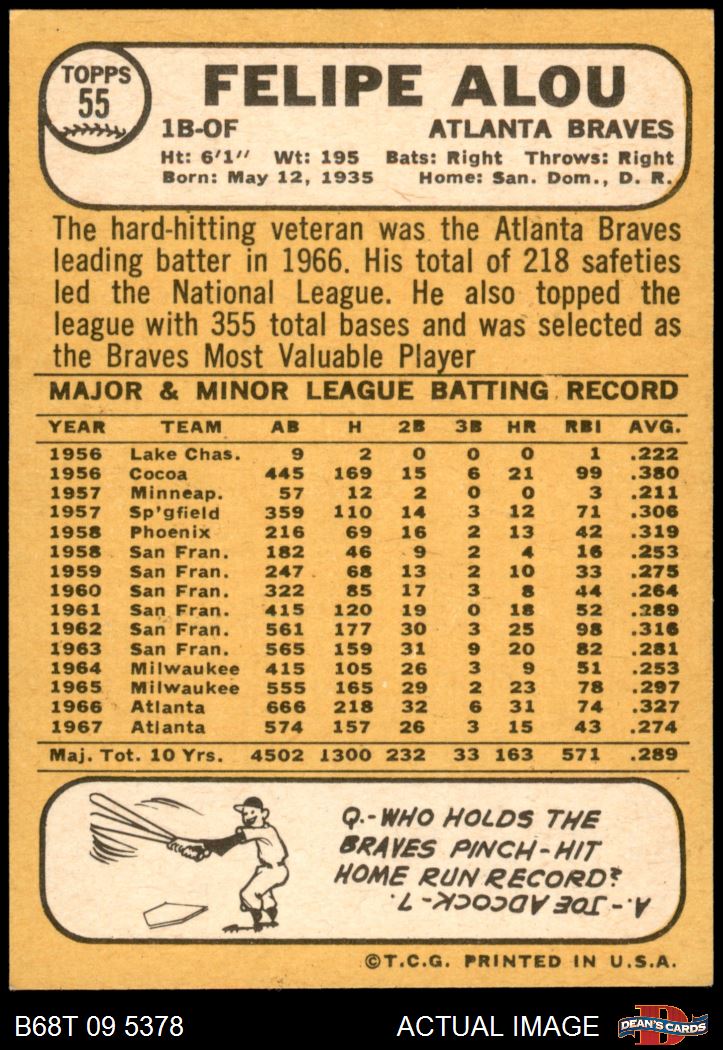 TOPPS
55
FELIPE ALOU
1B-OF ATLANTA BRAVES
Ht: 6'1" Wt: 195 Bats: Right Throws: Right
Born: May 12, 1935 Home: San. Dom., D. R.
The hard-hitting veteran was the Atlanta Braves
leading batter in 1966. His total of 218 safeties
led the National League. He also topped the
league with 355 total bases and was selected as
the Braves Most Valuable Player
MAJOR & MINOR LEAGUE BATTING RECORD
YEAR TEAM AB H 2B 3B HR RBI AVG.
1956 Lake Chas. 9 2 0 0 0 1 .222
1956 Cocoa 445 169 15 6 21 99 .380
1957 Minneap. 57 12 2 0 0 3 .211
1957 Sp'gfield 359 110 14 3 12 71 .306
1958 Phoenix 216 69 16 2 13 42 .319
1958 San Fran. 182 46 9 2 4 16 .253
1959 San Fran. 247 68 13 2 10 33 .275
1960 San Fran. 322 85 17 3 8 44 .264
1961 San Fran. 415 120 19 0 18 52 .289
1962 San Fran. 561 177 30 3 25 98 .316
1963 San Fran. 565 159 31 9 20 82 .281
1964 Milwaukee 415 105 26 3 9 51 .253
1965 Milwaukee 555 165 29 2 23 78 .297
1966 Atlanta 666 218 32 6 31 74 .327
1967 Atlanta 574 157 26 3 15 43 .274
Maj. Tot. 10 Yrs. 4502 1300 232 33 163 571 .289
Q.-WHO HOLDS THE
BRAVES PINCH-HIT
HOME RUN RECORD?
A.-JOE ADCOCK-7.
©T.C.G. PRINTED IN U.S.A.
B68T 09 5378 ACTUAL IMAGE
D
DEAN'S CARDS